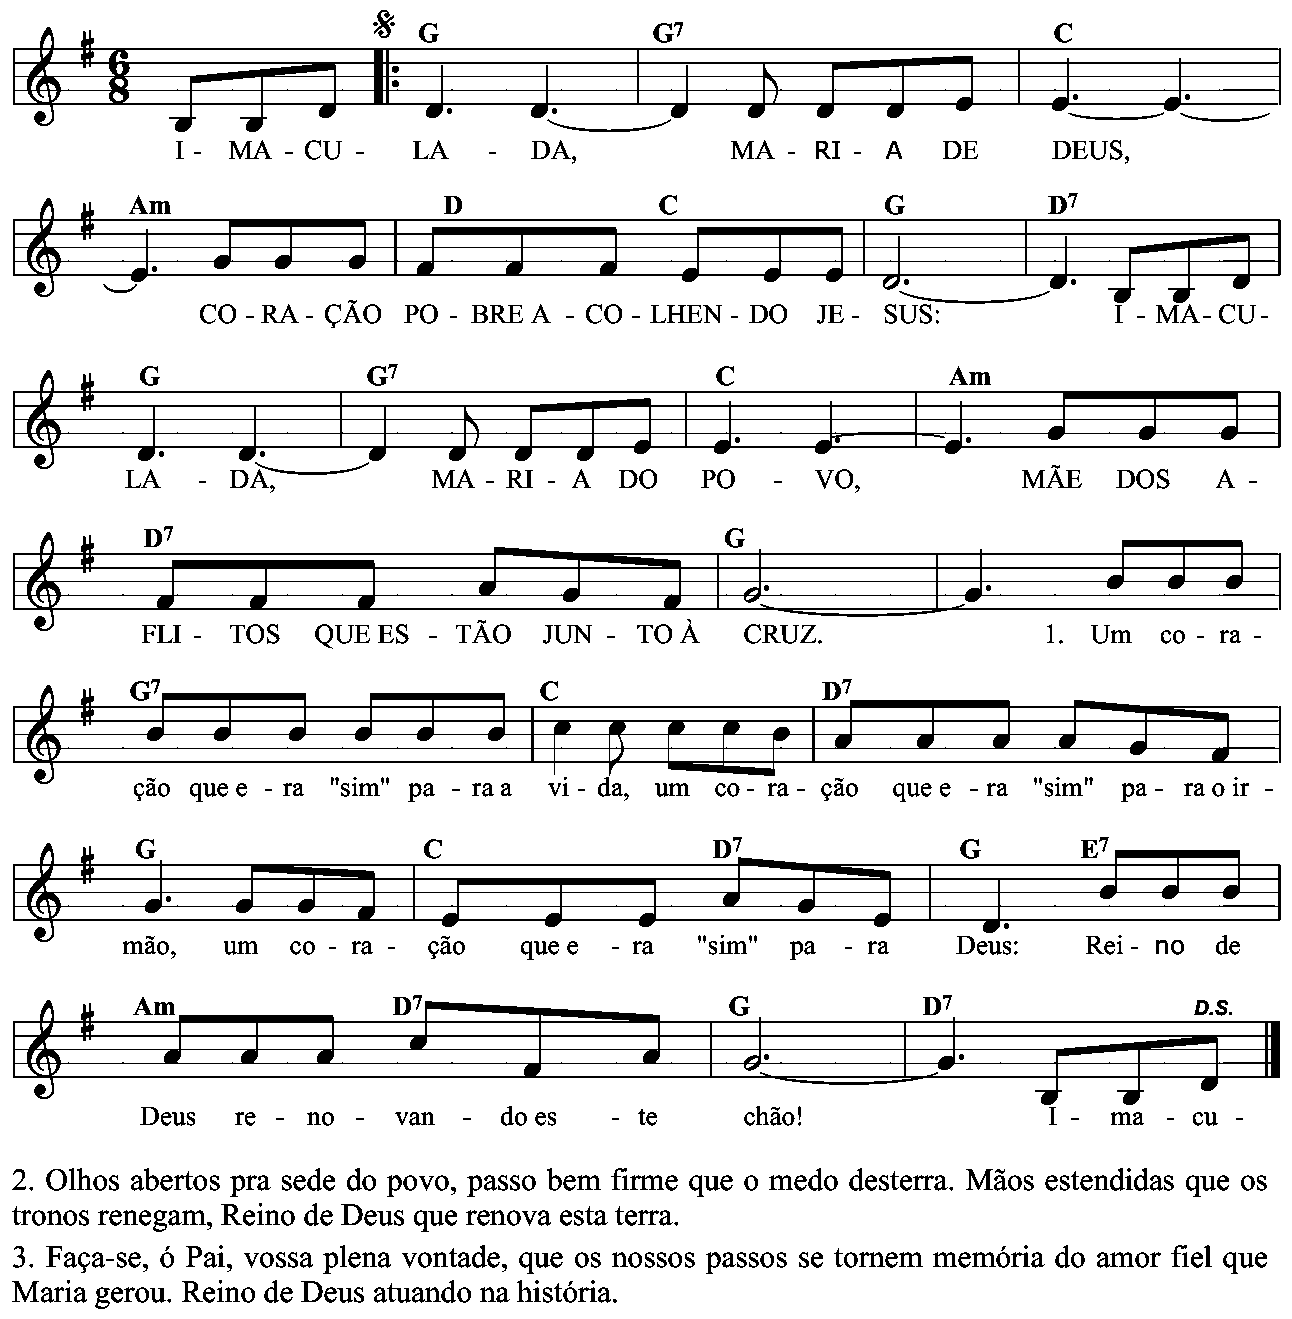 G G7 C
6
8
I- MA - CU - LA - DA, MA - RI - A DE DEUS,
Am D C G D7
CO - RA - ÇÃO PO - BRE A - CO - LHEN - DO JE- SUS: I - MA - CU -
G G7 C Am
LA - DA, MA - RI - A DO PO - VO, MÃE DOS A -
D7 G
FLI - TOS QUE ES - TÃO JUN - TO À CRUZ. 1. Um co - ra -
G7 C D7
ção que e - ra "sim" pa - ra a vi - da, um co - ra - ção que e - ra "sim" pa - ra o ir -
G C D7 G E7
mão, um co - ra - ção que e - ra "sim" pa - ra Deus: Rei - no de
Am D7 G D7 D.S.
Deus re - no - van - do es - te chão! I - ma - cu -
2. Olhos abertos pra sede do povo, passo bem firme que o medo desterra. Mãos estendidas que os
tronos renegam, Reino de Deus que renova esta terra.
3. Faça-se, ó Pai, vossa plena vontade, que os nossos passos se tornem memória do amor fiel que
Maria gerou. Reino de Deus atuando na história.